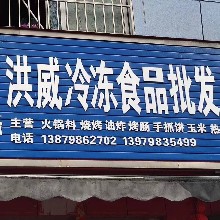 洪威冷冻食品批发
主营 火锅料 烧烤 油炸 烤肠 手抓饼 玉米 热
电话 13879862702 13979835499